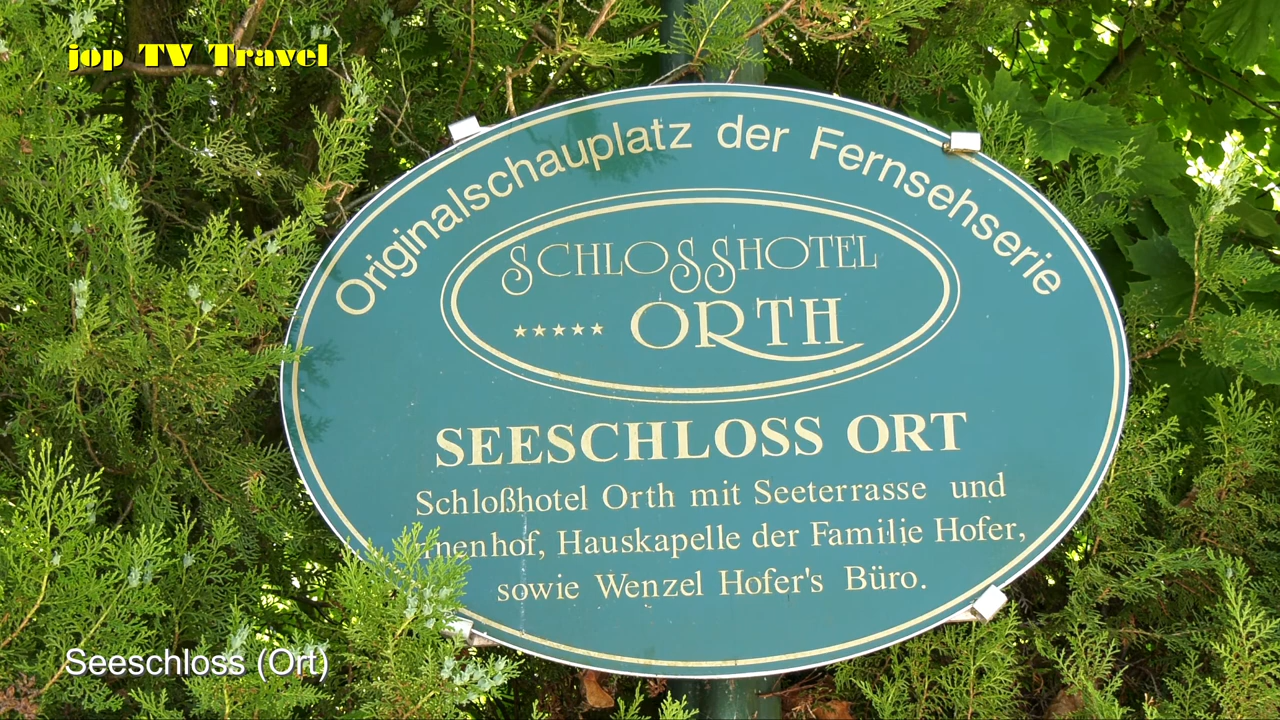 jop TV Travel
Originalschauplatz der Fernsehserie
SCHLOSSHOTEL
***** ORTH
SEESCHLOSS ORT
Schloßhotel Orth mit Seeterrasse und
Hauskapelle der Familie Hofer,
sowie Wenzel Hofer's Büro.
Seeschloss (Ort)